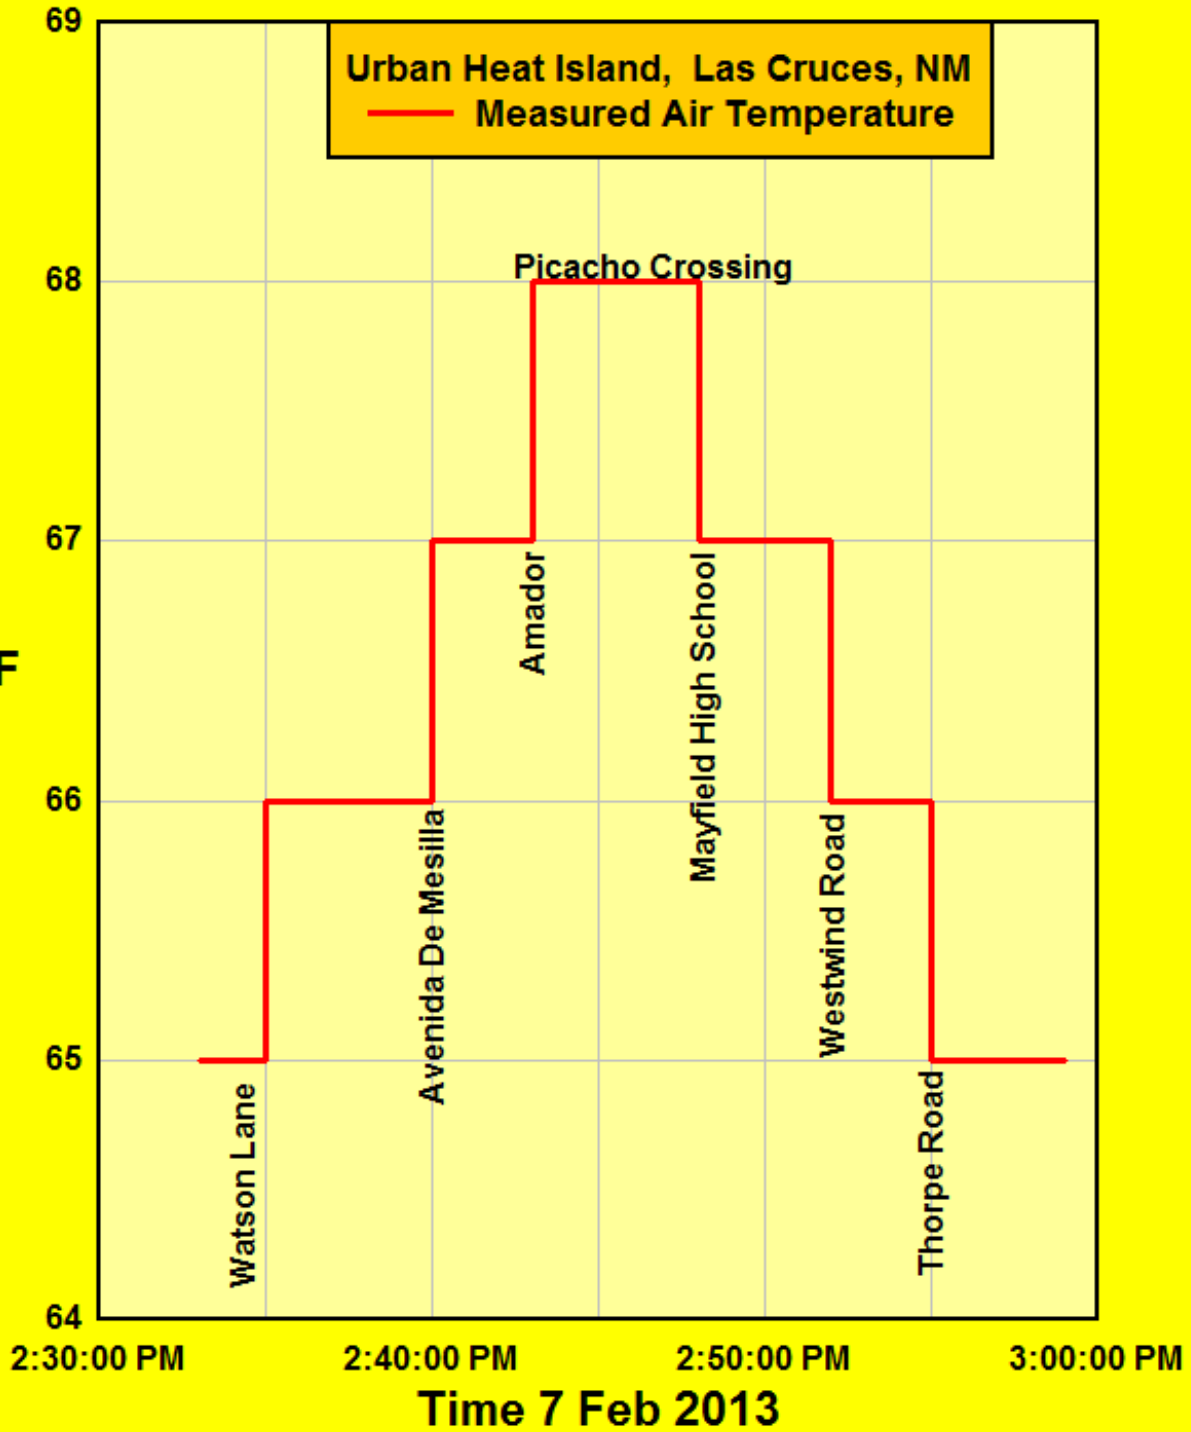 69
Urban Heat Island, Las Cruces, NM
Measured Air Temperature
Picacho Crossing
68
67
Amador
Mayfield High School
F
66
Avenida De Mesilla
Westwind Road
65
Watson Lane
Thorpe Road
64
2:30:00 PM 2:40:00 PM 2:50:00 PM 3:00:00 PM
Time 7 Feb 2013